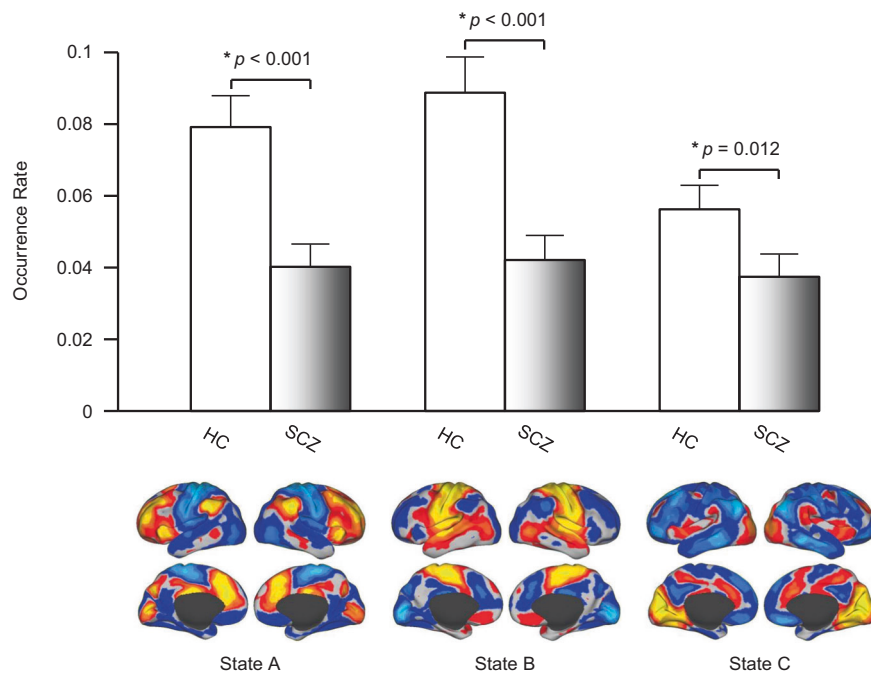 * p < 0.001
* p < 0.001
* p = 0.012
Occurrence Rate
0.1
0.08
0.06
0.04
0.02
0
HC
SCZ
HC
SCZ
HC
SCZ
State A
State B
State C